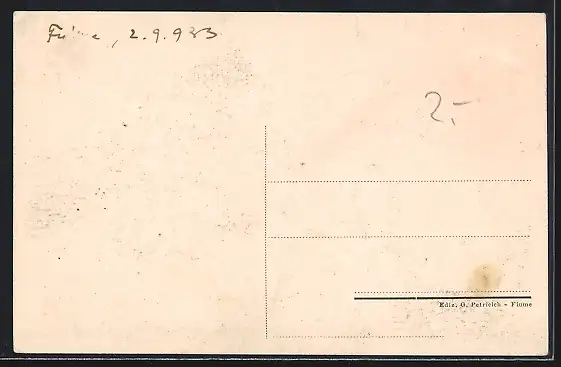 Fiume, 2.9.933
2,-
Ediz. G. Petricich - Fiume